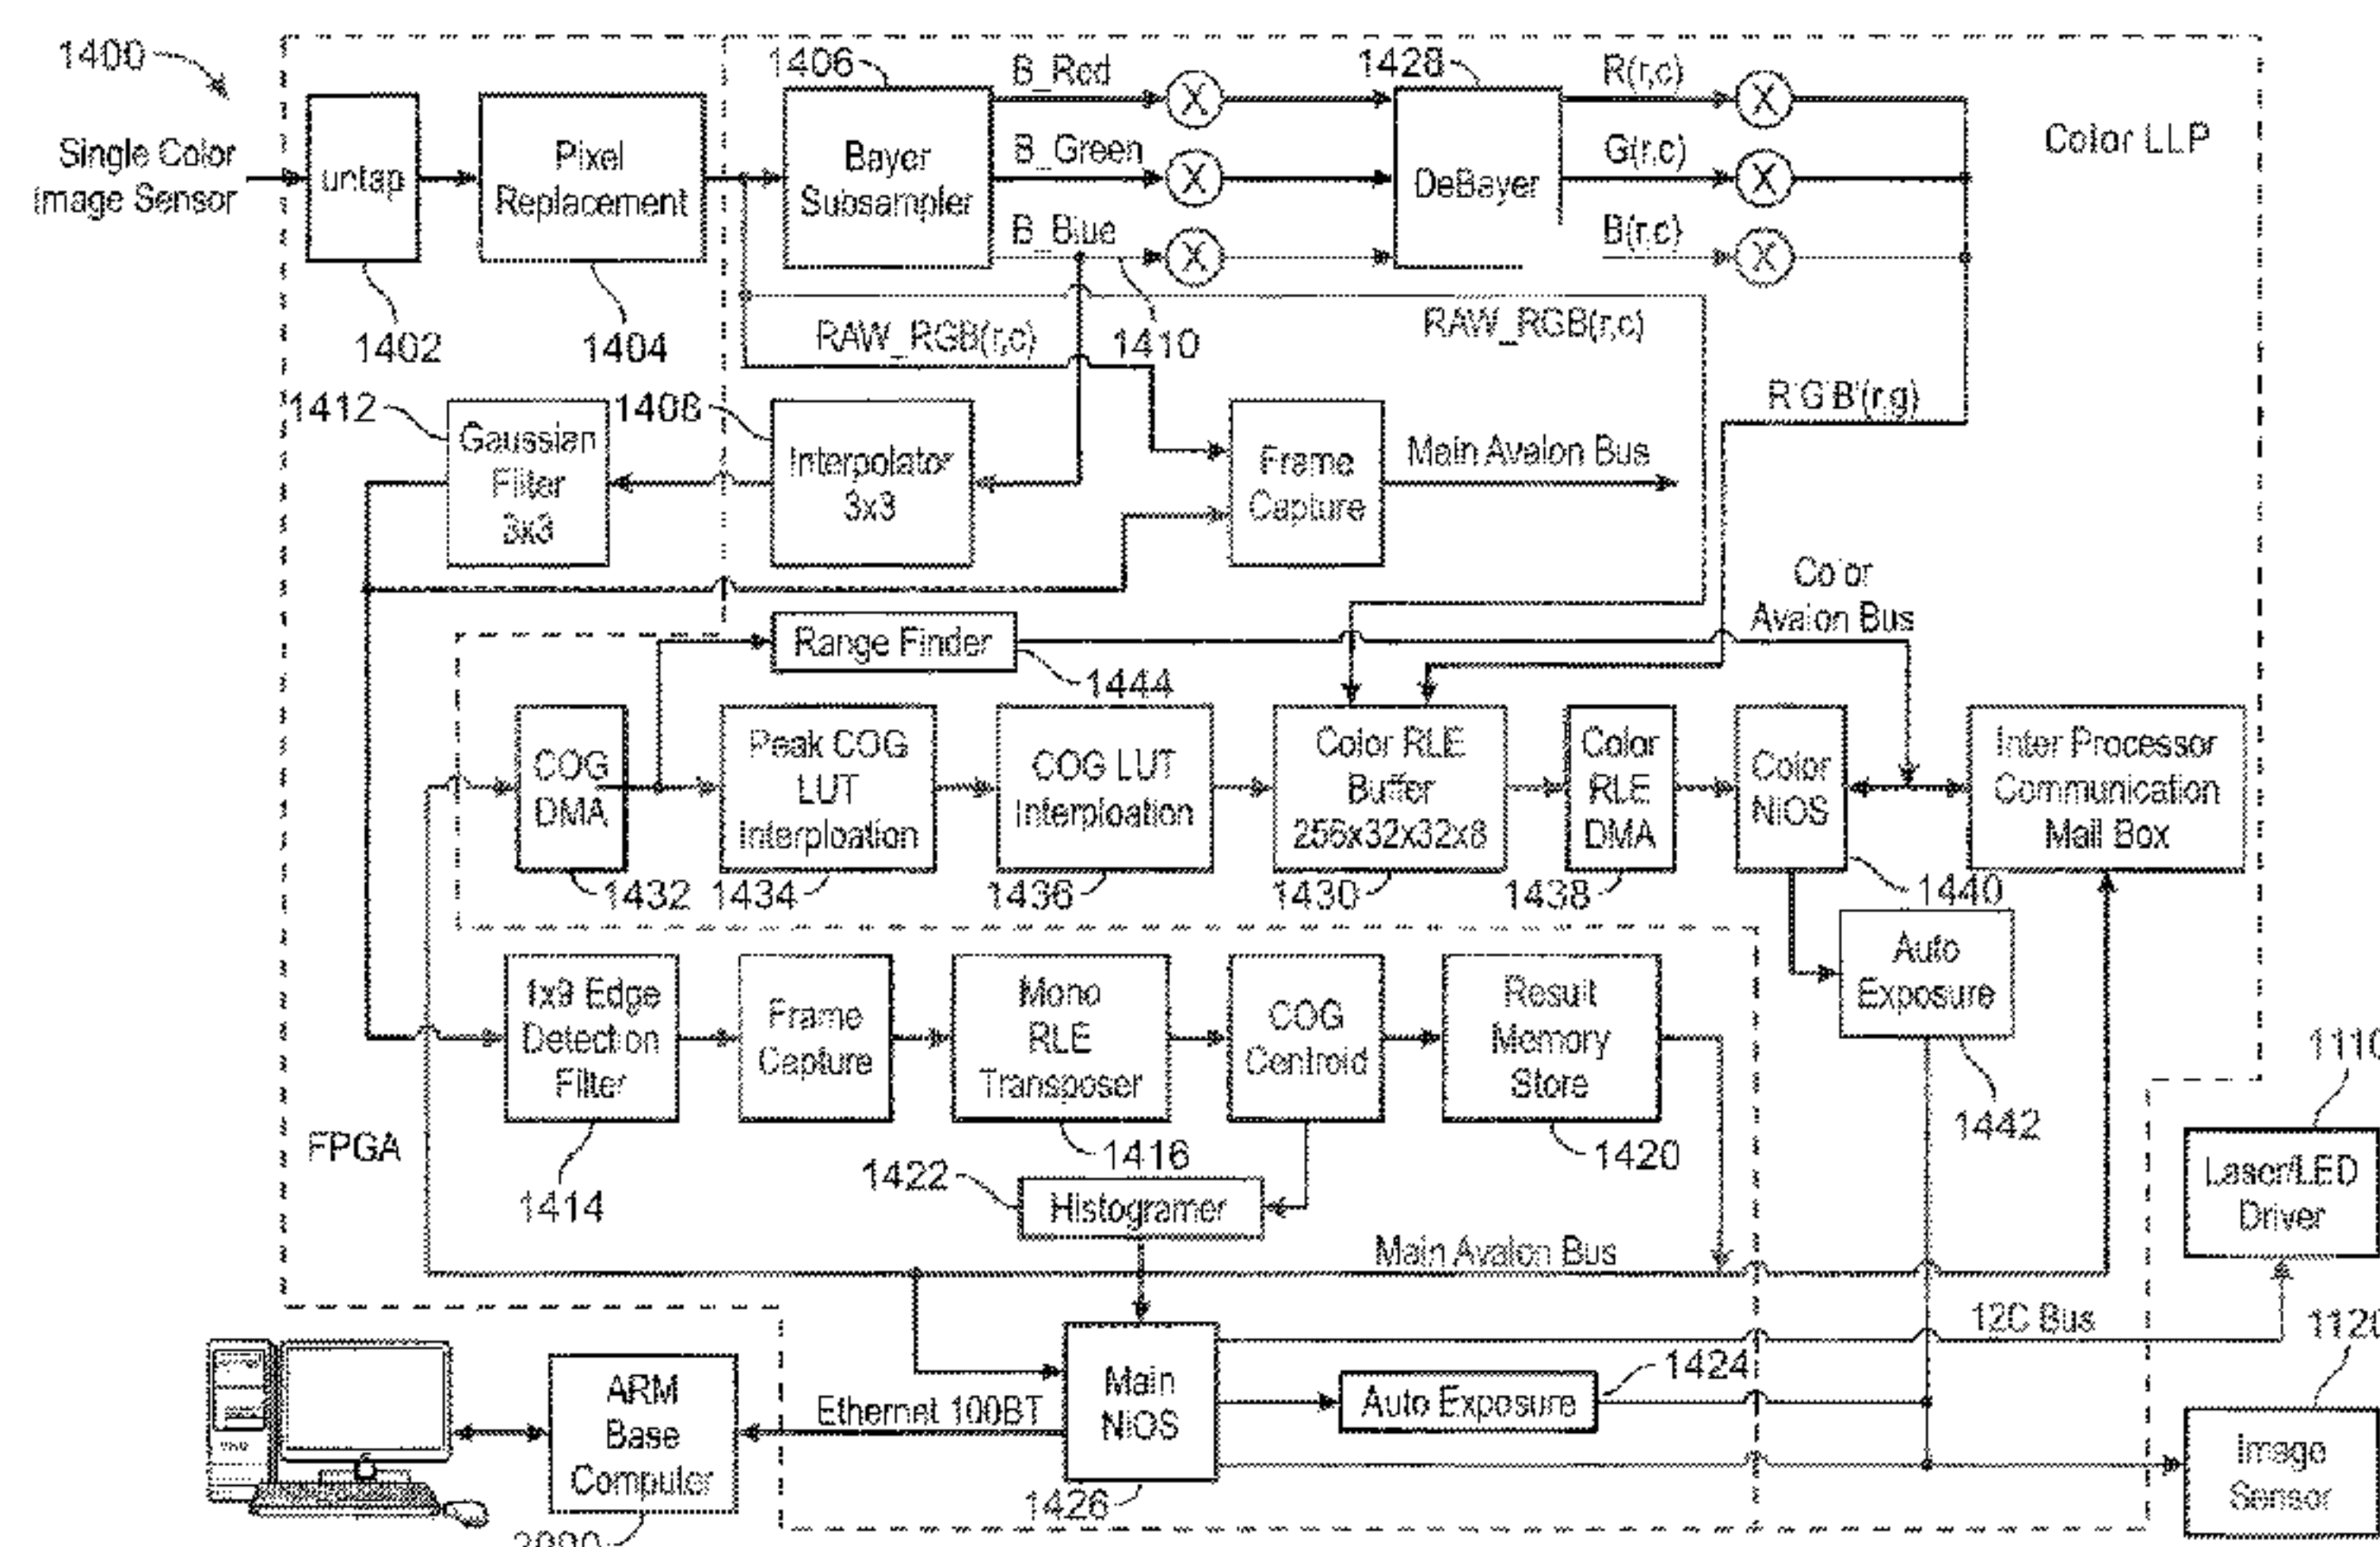 1400
Single Color
Image Sensor
untap
1402
Pixel
Replacement
1404
1406
Bayer
Subsampler
B_Red
B_Green
B_Blue
X
X
X
1410
1428
DeBayer
R(r,c)
G(r,c)
B(r,c)
X
X
X
Color LLP
RAW_RGB(r,c)
RAW_RGB(r,c)
R'G'B'(r,g)
1412
Gaussian
Filter
3x3
1408
Interpolator
3x3
Frame
Capture
Main Avalon Bus
Color
Avalon Bus
Range Finder
1444
COG
DMA
1432
Peak COG
LUT
Interploation
1434
COG LUT
Interploation
1436
Color RLE
Buffer
256x32x32x8
1430
Color
RLE
DMA
1438
Color
NiOS
1440
Inter Processor
Communication
Mail Box
Auto
Exposure
1442
1x9 Edge
Detection
Filter
1414
Frame
Capture
Mono
RLE
Transposer
1416
COG
Centroid
Result
Memory
Store
1420
FPGA
1422
Histogramer
Main Avalon Bus
1110
Laser/LED
Driver
12C Bus
1120
Image
Sensor
Main
NiOS
1426
Auto Exposure
1424
Ethernet 100BT
ARM
Base
Computer